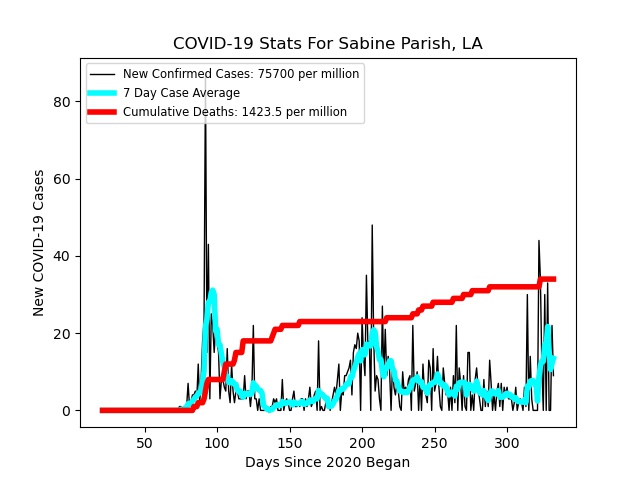 COVID-19 Stats For Sabine Parish, LA
New Confirmed Cases: 75700 per million
7 Day Case Average
Cumulative Deaths: 1423.5 per million
New COVID-19 Cases
80
60
40
20
0
50 100 150 200 250 300
Days Since 2020 Began